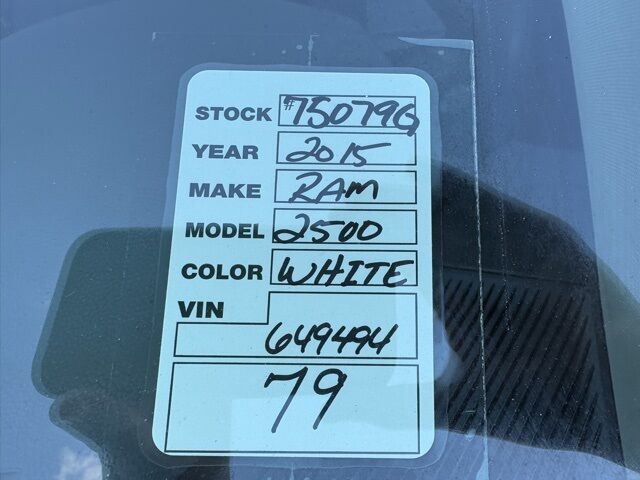 STOCK #75079G
YEAR 2015
MAKE RAM
MODEL 2500
COLOR WHITE
VIN
649494
79